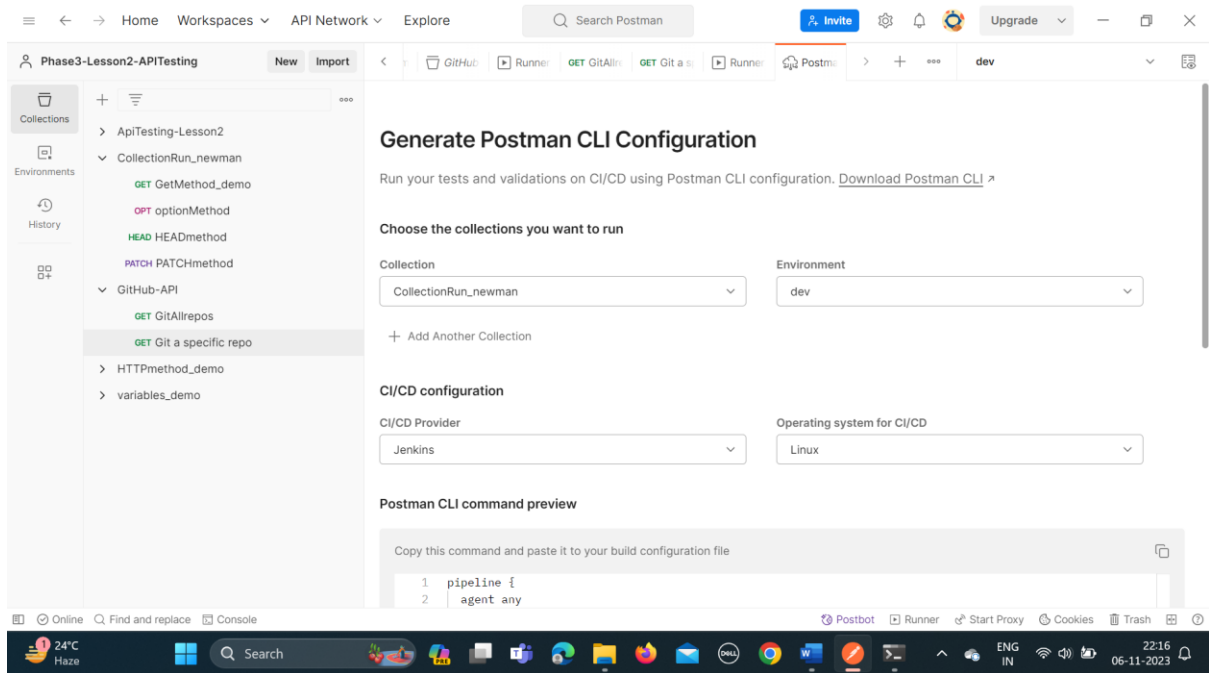 Home Workspaces API Network Explore Search Postman Invite Upgrade
Phase3-Lesson2-APITesting New Import GitHub Runner GET GitAllre GET Git a s Runner Postma dev
Collections
Environments
History
ApiTesting-Lesson2
CollectionRun_newman
GET GetMethod_demo
OPT optionMethod
HEAD HEADmethod
PATCH PATCHmethod
GitHub-API
GET GitAllrepos
GET Git a specific repo
HTTPmethod_demo
variables_demo
Generate Postman CLI Configuration
Run your tests and validations on CI/CD using Postman CLI configuration. Download Postman CLI
Choose the collections you want to run
Collection Environment
CollectionRun_newman dev
+ Add Another Collection
CI/CD configuration
CI/CD Provider Operating system for CI/CD
Jenkins Linux
Postman CLI command preview
Copy this command and paste it to your build configuration file
1 pipeline {
2 agent any
Online Find and replace Console Postbot Runner Start Proxy Cookies Trash
1 24°C
Haze
Search
PRE
DELL
ENG
IN
22:16
06-11-2023